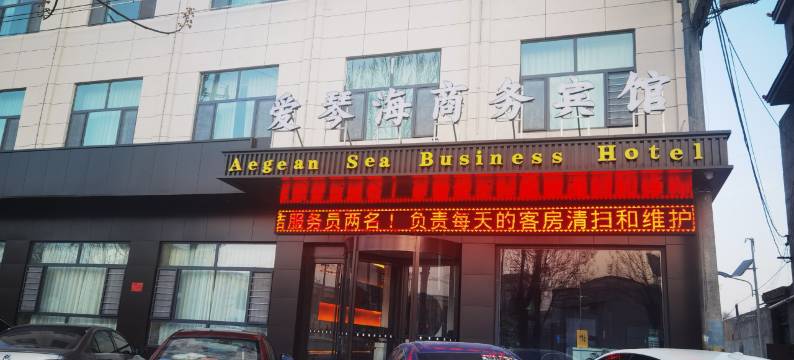 爱琴海商务宾馆
Aegean Sea Business Hotel
服务员两名！负责每天的客房清扫和维护